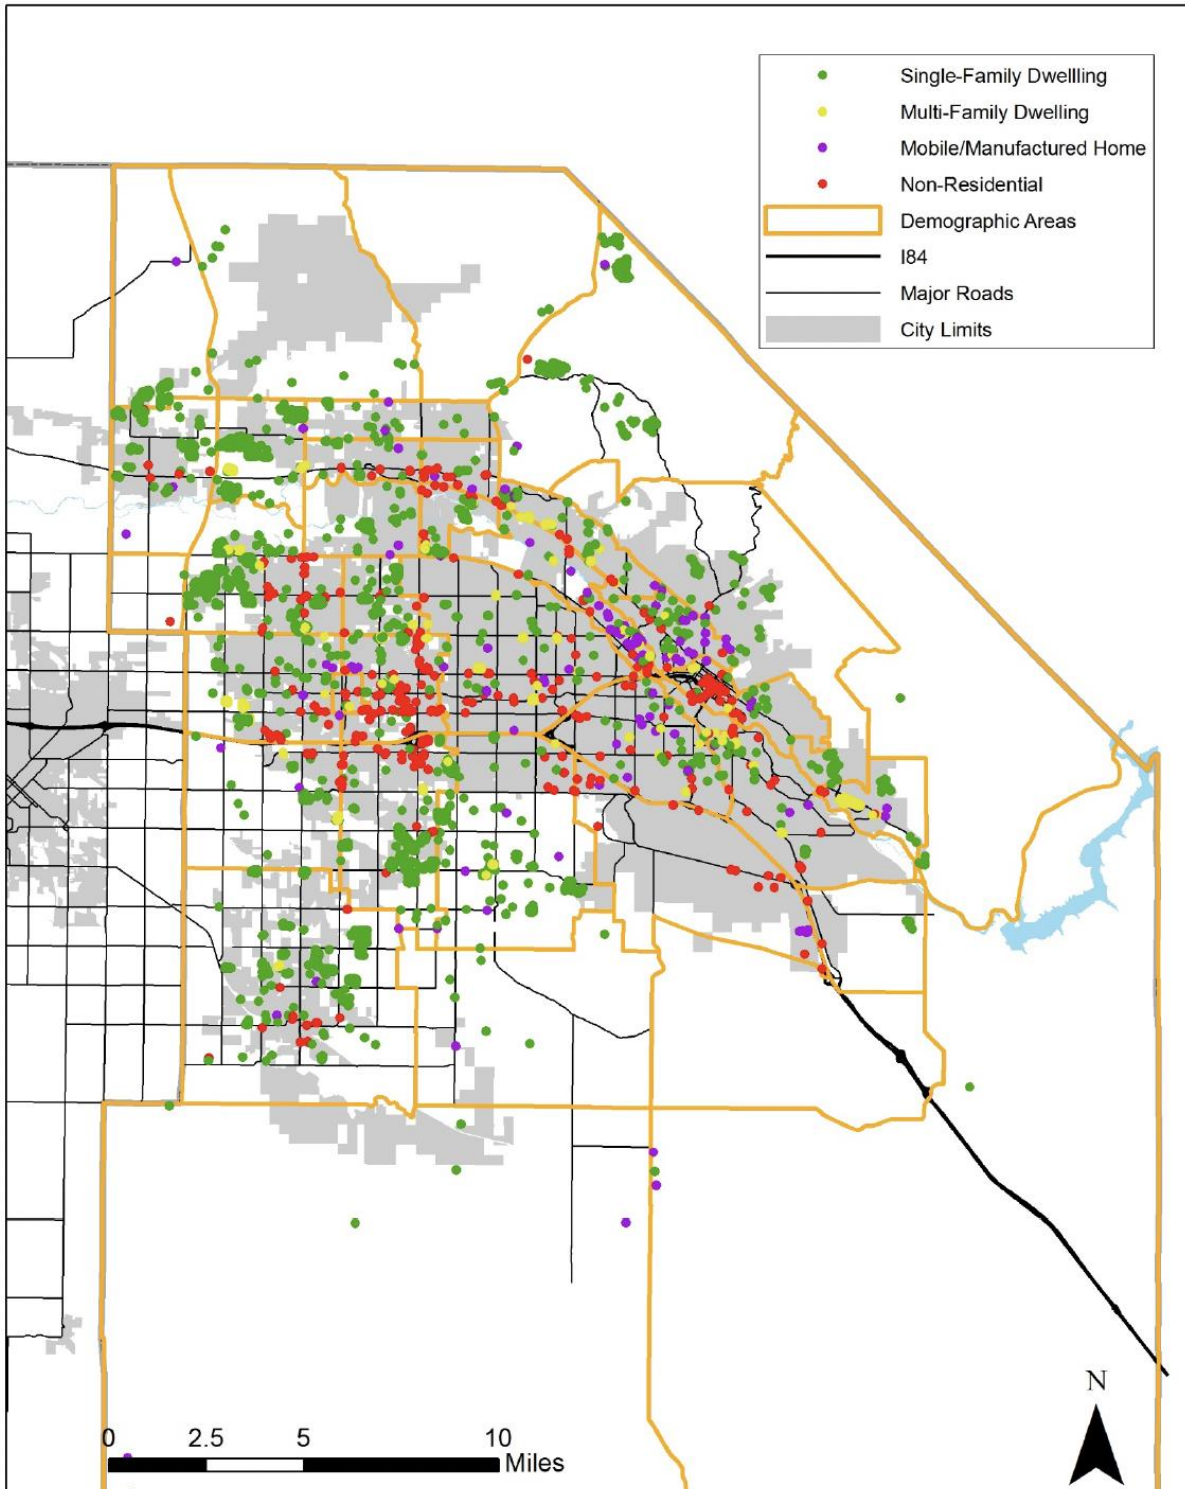 Single-Family Dwellling
Multi-Family Dwelling
Mobile/Manufactured Home
Non-Residential
Demographic Areas
I84
Major Roads
City Limits
N
0 2.5 5 10
Miles